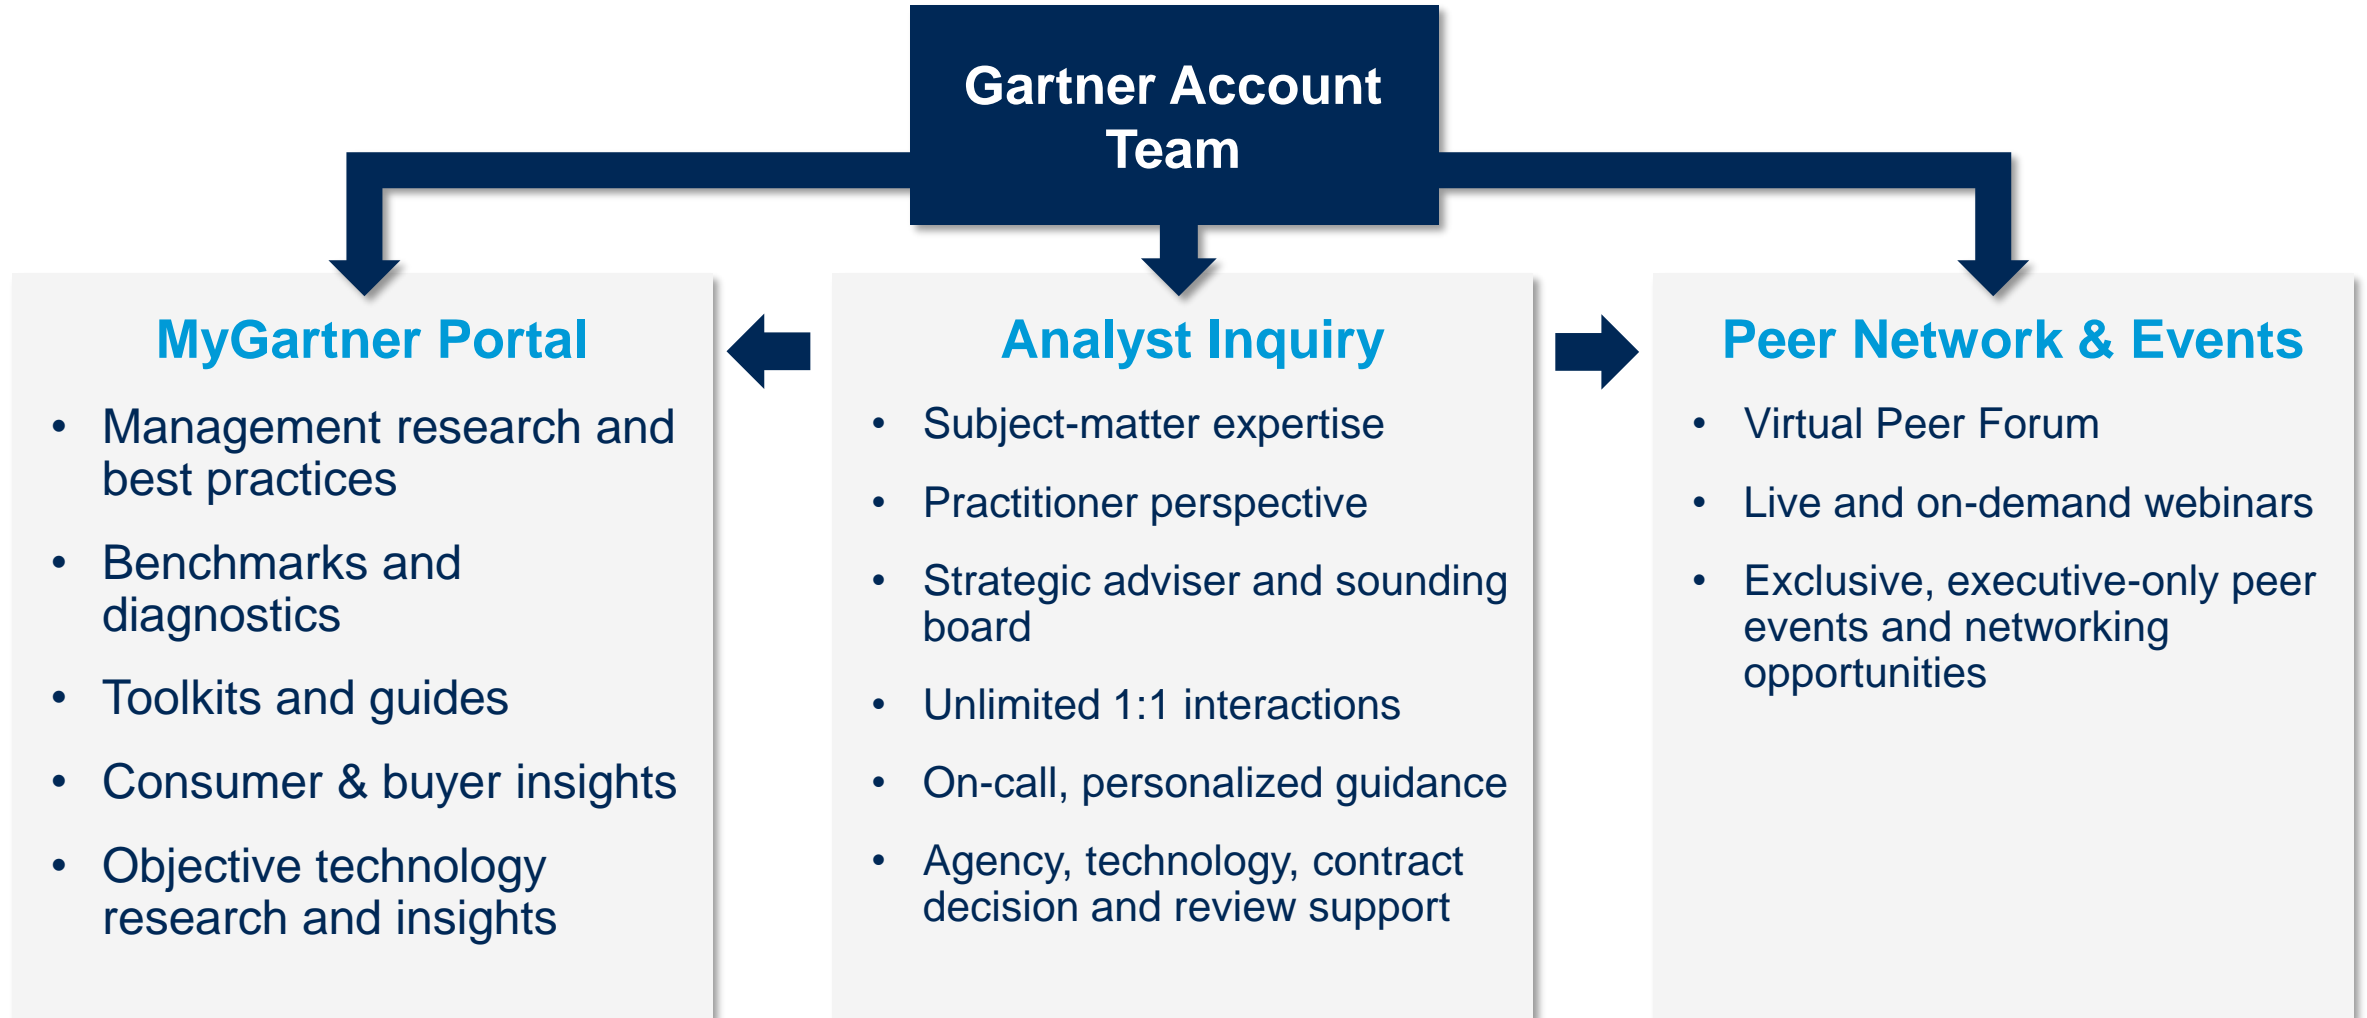 Gartner Account
Team
MyGartner Portal
• Management research and
best practices
• Benchmarks and
diagnostics
• Toolkits and guides
• Consumer & buyer insights
• Objective technology
research and insights
Analyst Inquiry
• Subject-matter expertise
• Practitioner perspective
• Strategic adviser and sounding
board
• Unlimited 1:1 interactions
• On-call, personalized guidance
• Agency, technology, contract
decision and review support
Peer Network & Events
• Virtual Peer Forum
• Live and on-demand webinars
• Exclusive, executive-only peer
events and networking
opportunities